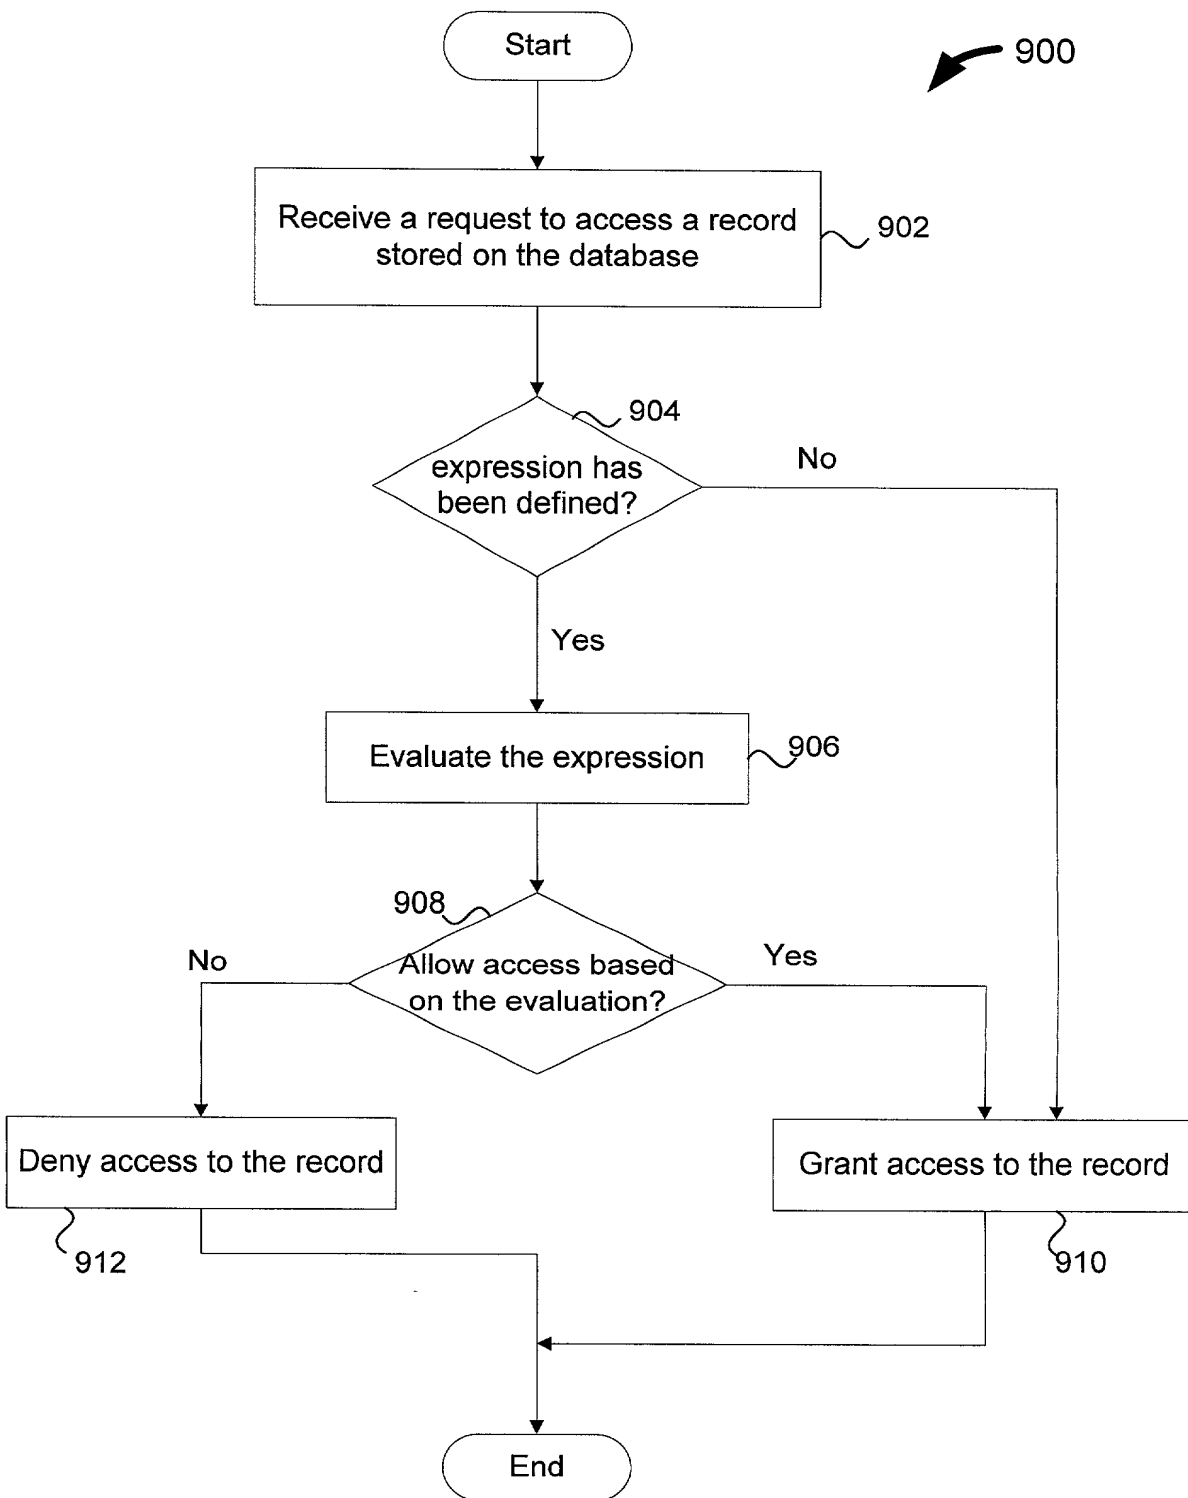 Start
900
Receive a request to access a record
stored on the database
902
904
expression has
been defined?
No
Yes
Evaluate the expression
906
908
Allow access based
on the evaluation?
No
Yes
Deny access to the record
912
Grant access to the record
910
End